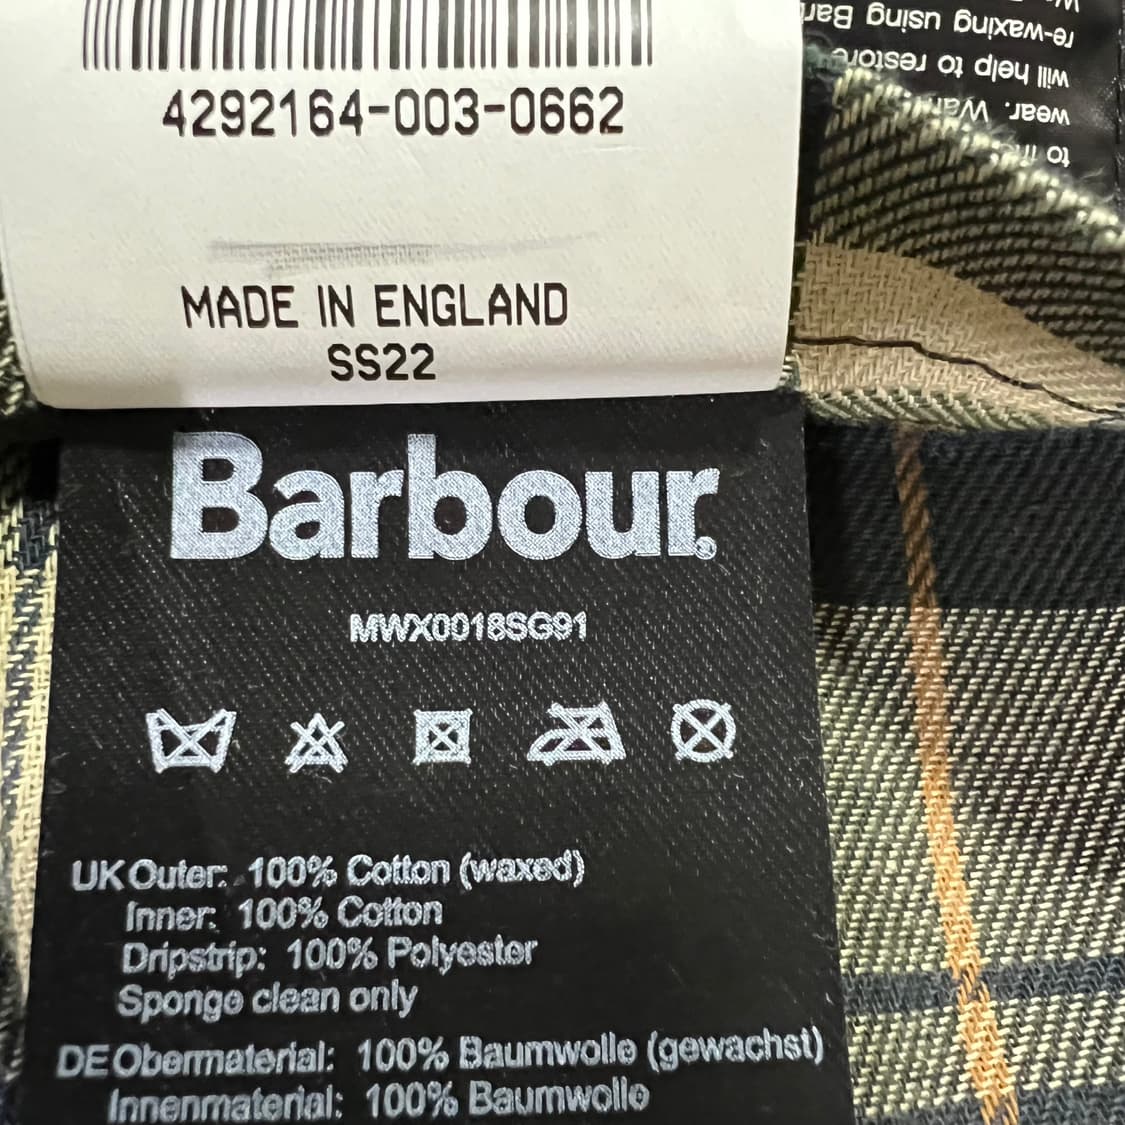 4292164-003-0662
MADE IN ENGLAND
SS22
Barbour
MWX0018SG91
UK Outer: 100% Cotton (waxed)
Inner: 100% Cotton
Dripstrip: 100% Polyester
Sponge clean only
DE Obermaterial: 100% Baumwolle (gewachst)
Innenmaterial: 100% Baumwolle
to
wear.
will help to restore
re-waxing using